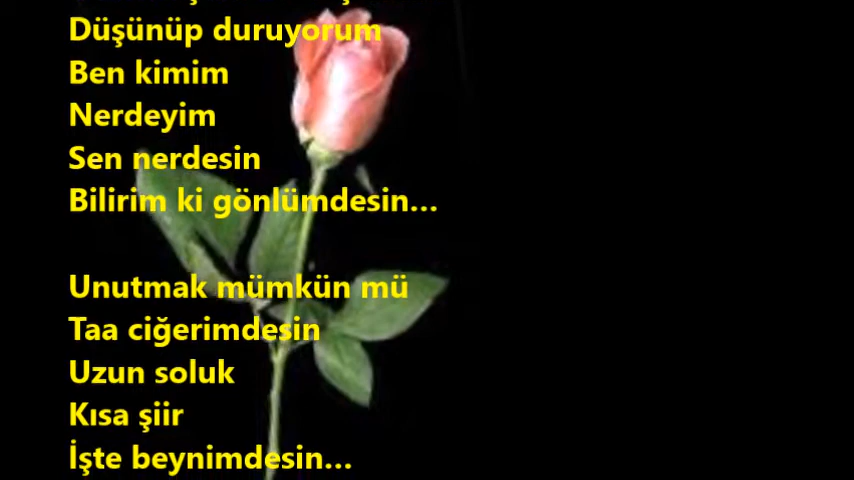 Düşünüp duruyorum
Ben kimim
Nerdeyim
Sen nerdesin
Bilirim ki gönlümdesin...
Unutmak mümkün mü
Taa ciğerimdesin
Uzun soluk
Kısa şiir
İşte beynimdesin...